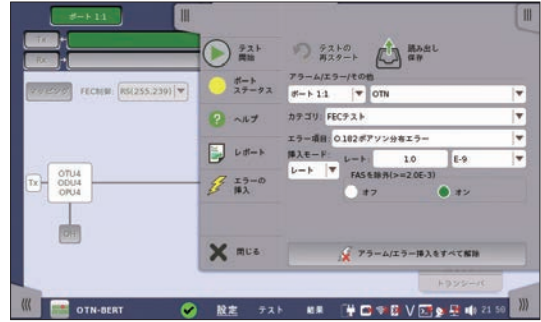 ポート 1:1
Tx
Rx
マッピング FEC制御: RS(255,239)
Tx
OTU4
ODU4
OPU4
OH
テスト
開始
ポート
ステータス
ヘルプ
レポート
エラーの
挿入
閉じる
テストの
再スタート
読み出し
保存
アラーム/エラー/その他
ポート 1:1 OTN
カテゴリ: FECテスト
エラー項目: O.182ポアソン分布エラー
挿入モード: レート: 1.0 E-9
レート FASを除外(>=2.0E-3)
オフ オン
アラーム/エラー挿入をすべて解除
トランシーバ
OTN-BERT 設定 テスト 結果 21:50